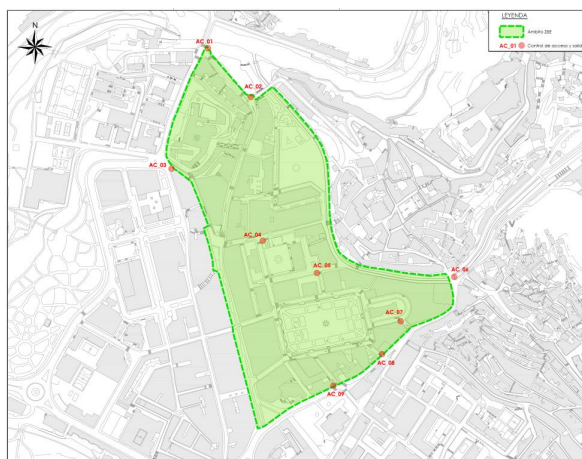 LEYENDA
Ámbito ZBE
AC_01 Control de acceso y salida
N
AC_01
AC_02
AC_03
AC_04
AC_05
AC_06
AC_07
AC_08
AC_09